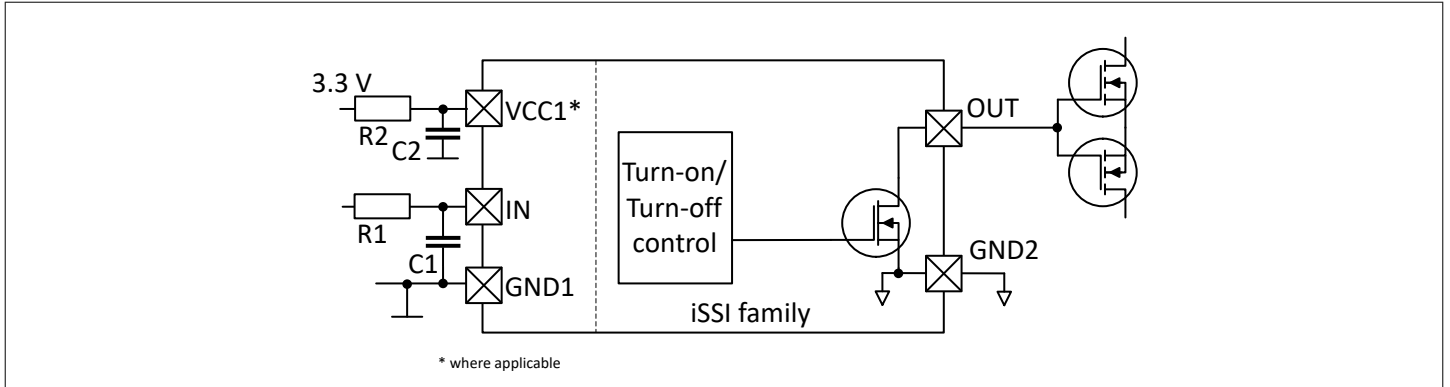 3.3 V
VCC1*
R2
C2
OUT
Turn-on/
Turn-off
control
IN
R1
C1
GND2
GND1
iSSI family
* where applicable